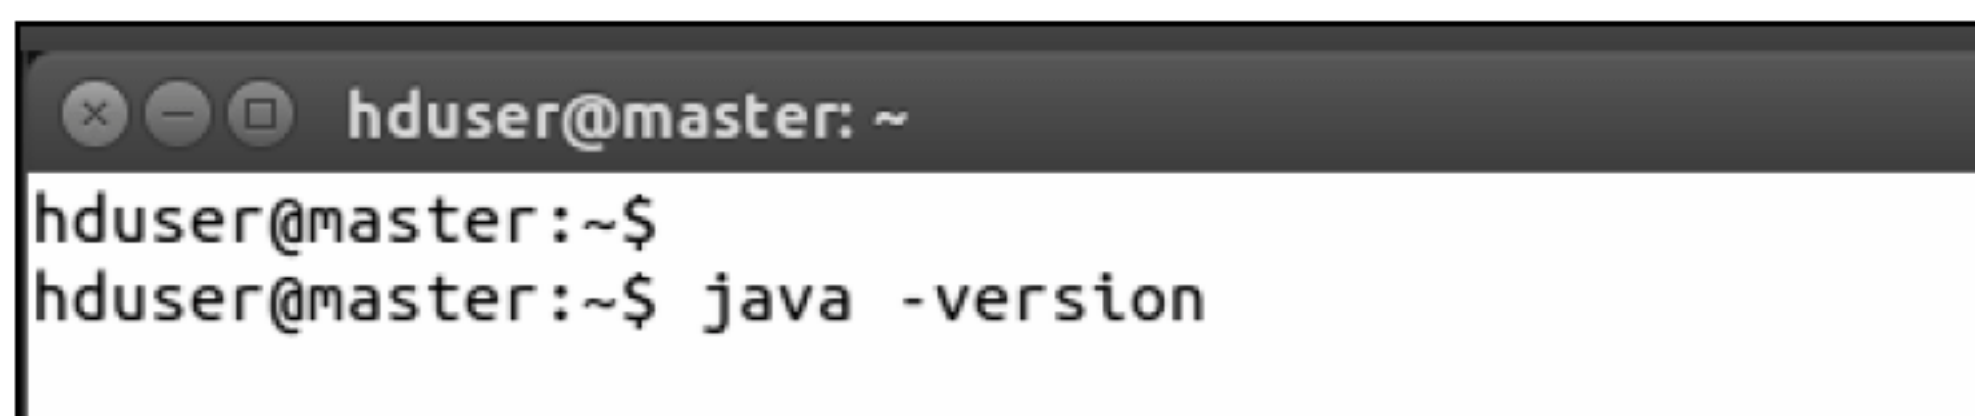 hduser@master: ~
hduser@master:~$
hduser@master:~$ java -version